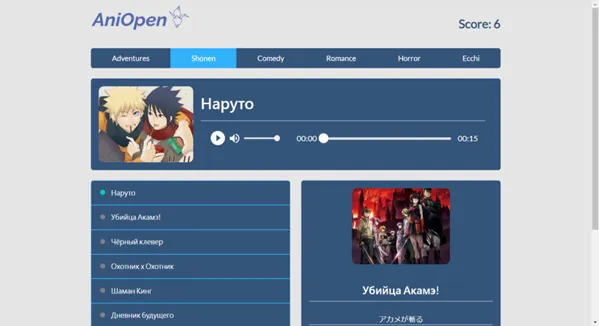 AniOpen
Score: 6
Adventures Shonen Comedy Romance Horror Ecchi
Наруто
00:00 00:15
Наруто
Убийца Акамэ!
Чёрный клевер
Охотник х Охотник
Шаман Кинг
Дневник будущего
Убийца Акамэ!
アカメが斬る